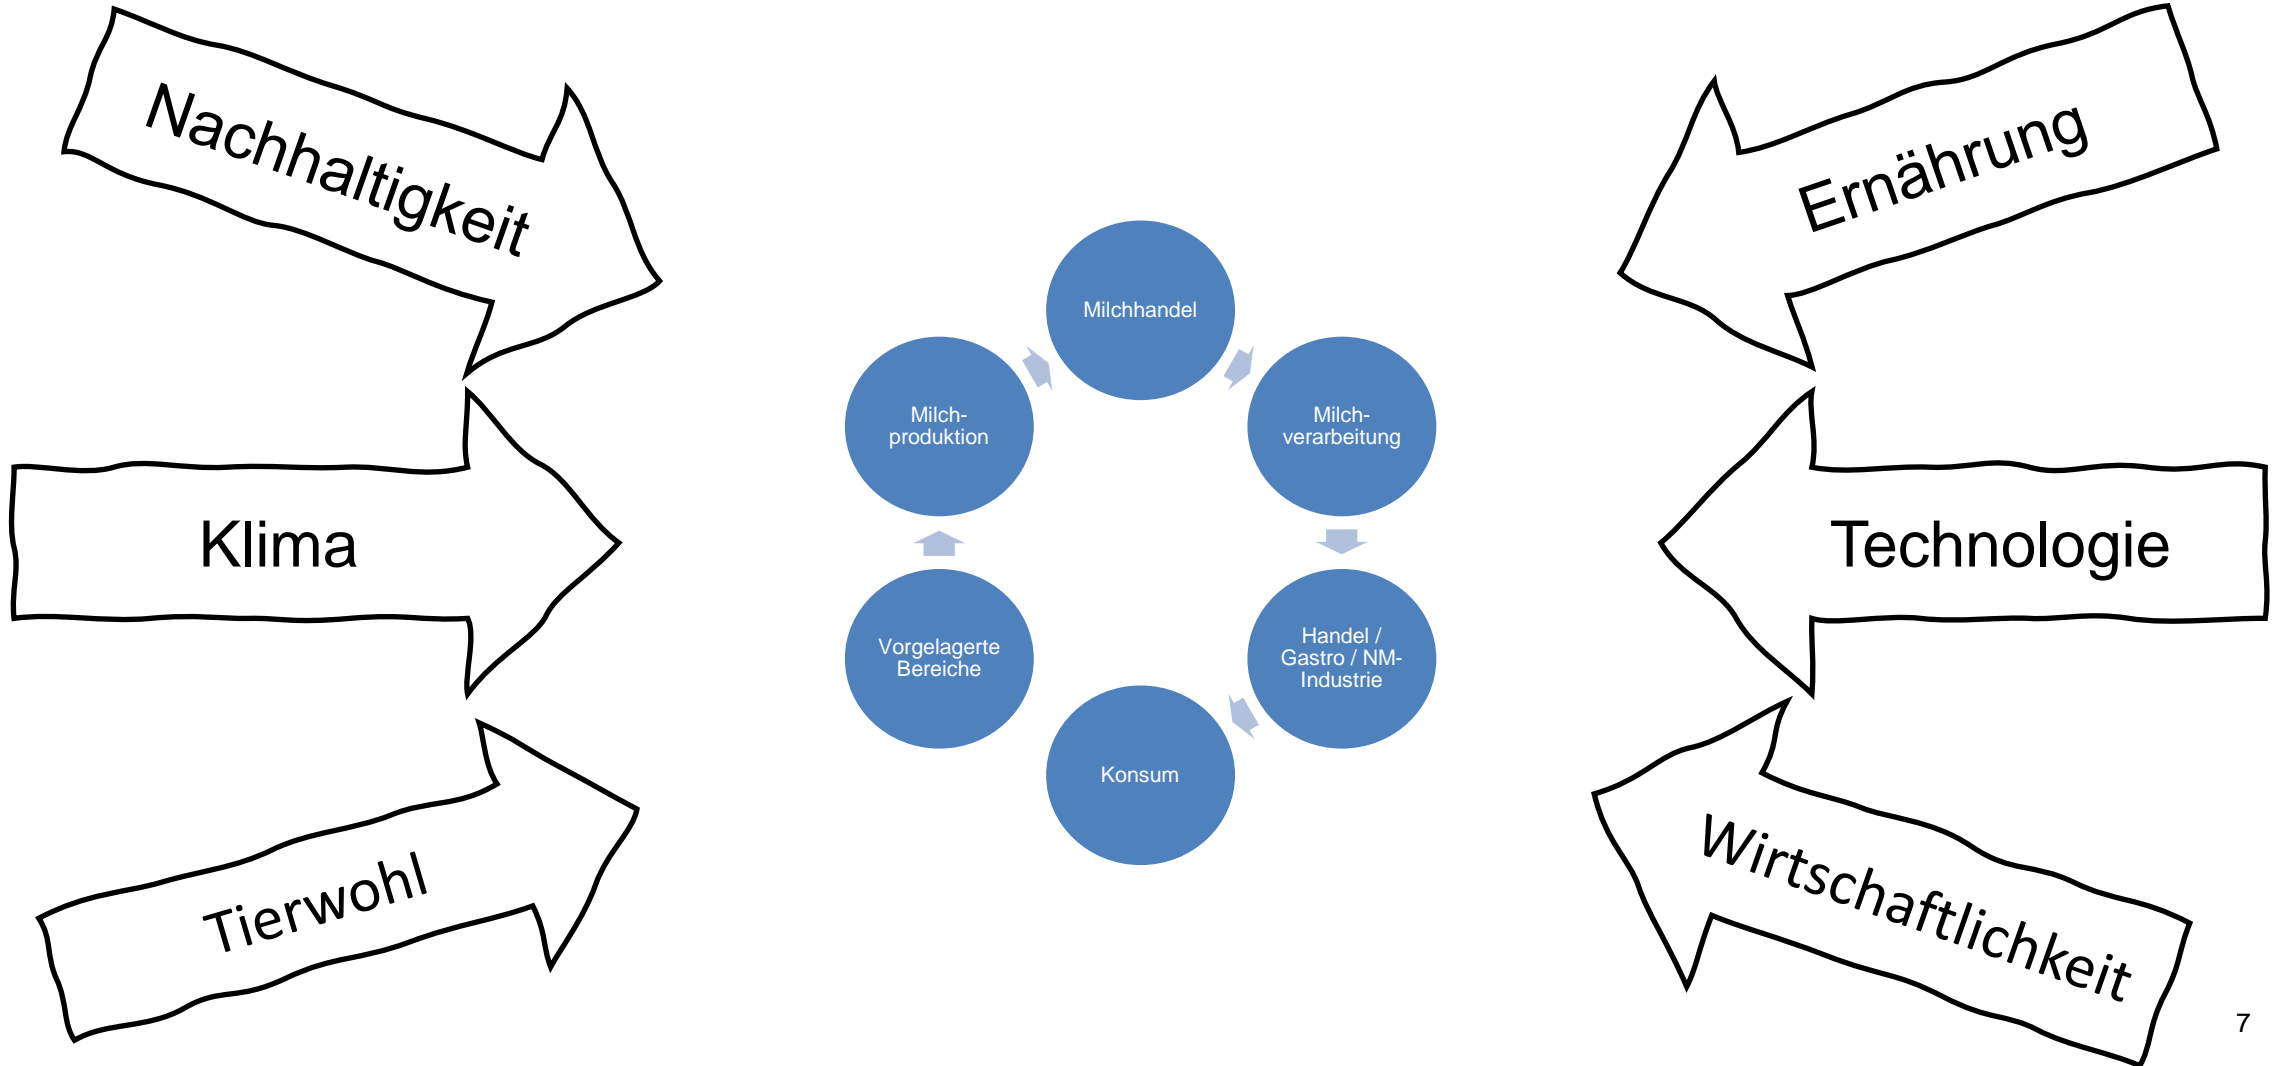 Nachhaltigkeit
Klima
Tierwohl
Milchhandel
Milch-
produktion
Milch-
verarbeitung
Vorgelagerte
Bereiche
Handel /
Gastro / NM-
Industrie
Konsum
Ernährung
Technologie
Wirtschaftlichkeit
7